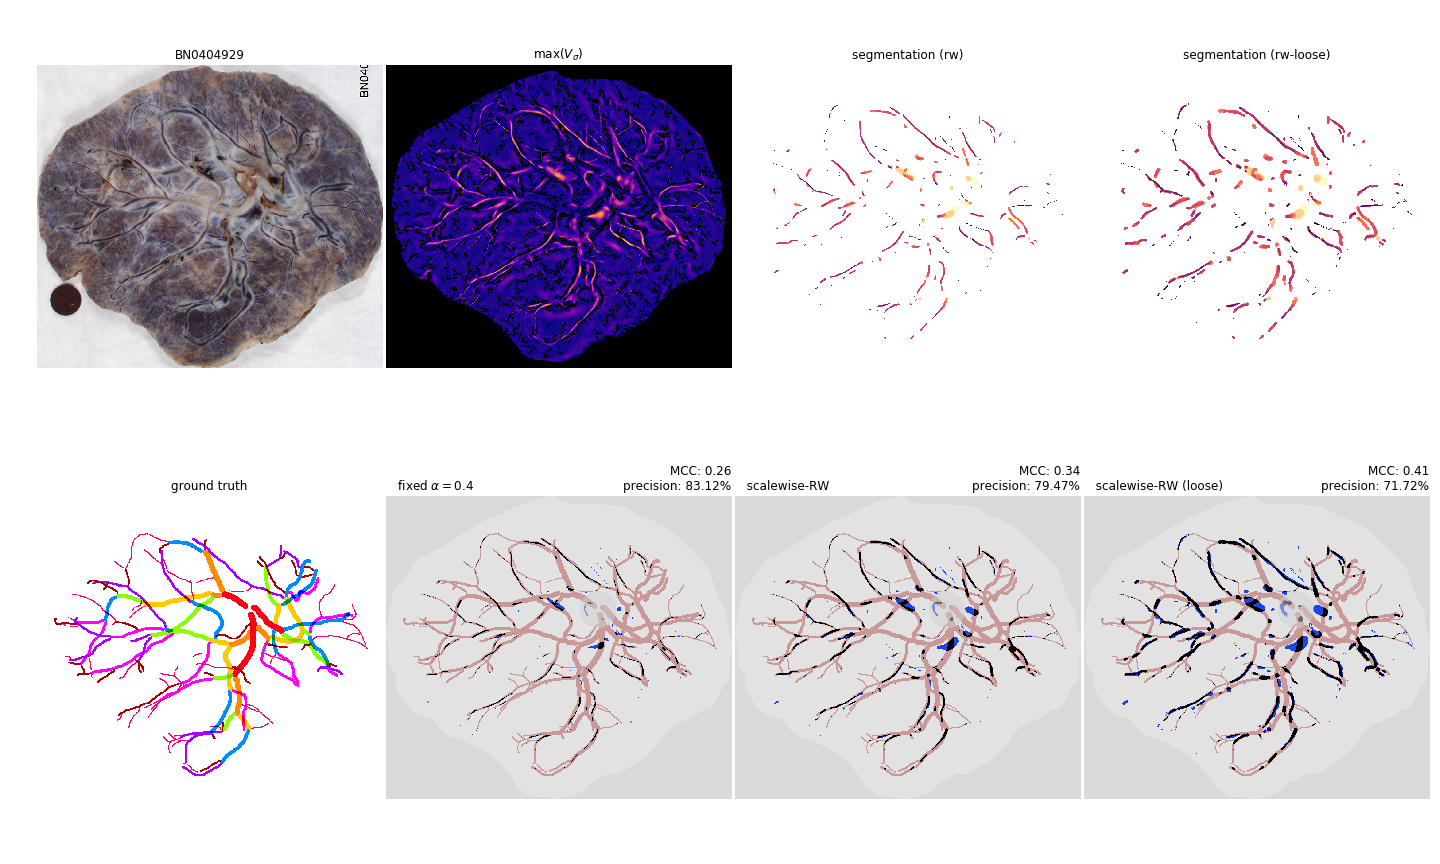 BN0404929
max(Vσ)
segmentation (rw)
segmentation (rw-loose)
BN040
ground truth
fixed α = 0.4
MCC: 0.26
precision: 83.12%
scalewise-RW
MCC: 0.34
precision: 79.47%
scalewise-RW (loose)
MCC: 0.41
precision: 71.72%